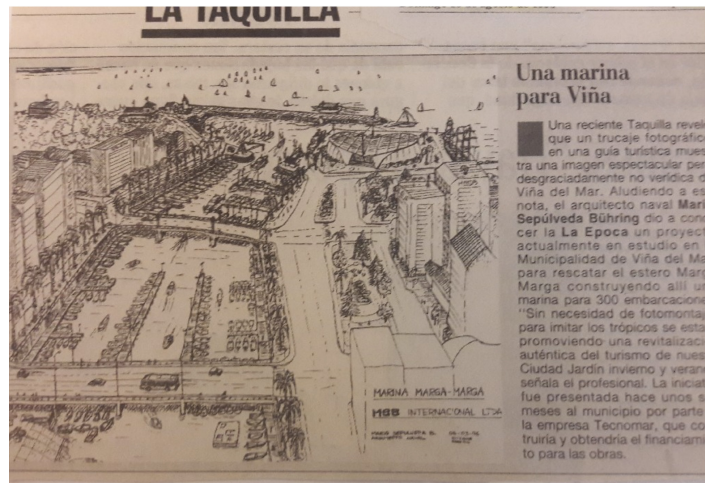 LA TAQUILLA
Una marina
para Viña
Una reciente Taquilla revel
que un trucaje fotográfic
en una guía turística mues
tra una imagen espectacular per
desgraciadamente no verídica d
Viña del Mar. Aludiendo a es
nota, el arquitecto naval Mari
Sepúlveda Bühring dio a cono
cer la La Epoca un proyect
actualmente en estudio en
Municipalidad de Viña del Ma
para rescatar el estero Marg
Marga construyendo allí un
marina para 300 embarcacione
"Sin necesidad de fotomontaj
para imitar los trópicos se esta
promoviendo una revitalizaci
auténtica del turismo de nues
Ciudad Jardín invierno y veran
señala el profesional. La iniciat
fue presentada hace unos s
meses al municipio por parte
la empresa Tecnomar, que co
truiría y obtendría el financiami
to para las obras.
MARINA MARGA-MARGA
INTERNACIONAL LTDA